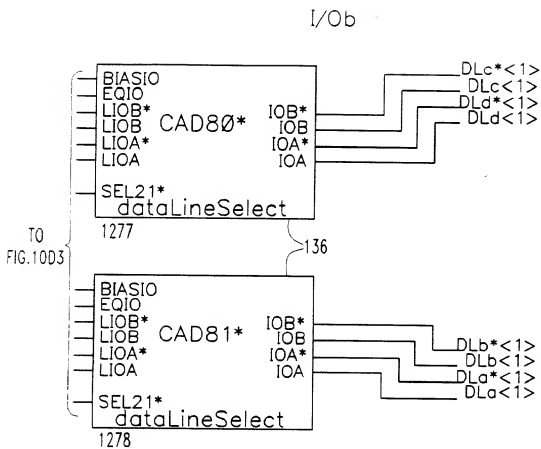 I/Ob
BIASIO
EQIO
LIOB*
LIOB
LIOA*
LIOA
SEL21*
CAD80*
IOB*
IOB
IOA*
IOA
dataLineSelect
1277
DLc*<1>
DLc<1>
DLd*<1>
DLd<1>
TO
FIG.10D3
136
BIASIO
EQIO
LIOB*
LIOB
LIOA*
LIOA
SEL21*
CAD81*
IOB*
IOB
IOA*
IOA
dataLineSelect
1278
DLb*<1>
DLb<1>
DLa*<1>
DLa<1>